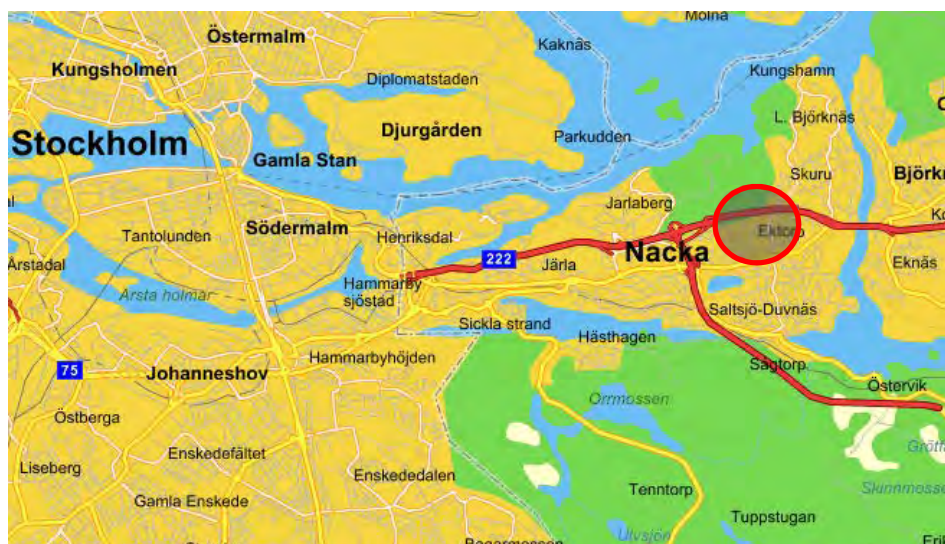 Molna
Östermalm
Kaknäs
Kungsholmen
Kungshamn
Diplomatstaden
L. Björknäs
Djurgården
Parkudden
Stockholm
Gamla Stan
Skuru
Jarlaberg
Södermalm
Tantolunden
Henriksdal
Ektorp
Nacka
222
Järla
Årstadal
Eknäs
Årsta holmar
Hammarby
sjöstad
Saltsjö-Duvnäs
Sickla strand
Hästhagen
Hammarbyhöjden
75
Johanneshov
Sågtorp
Östervik
Orrmossen
Östberga
Enskedefältet
Liseberg
Enskededalen
Tenntorp
Gamla Enskede
Tuppstugan
Utvsjön